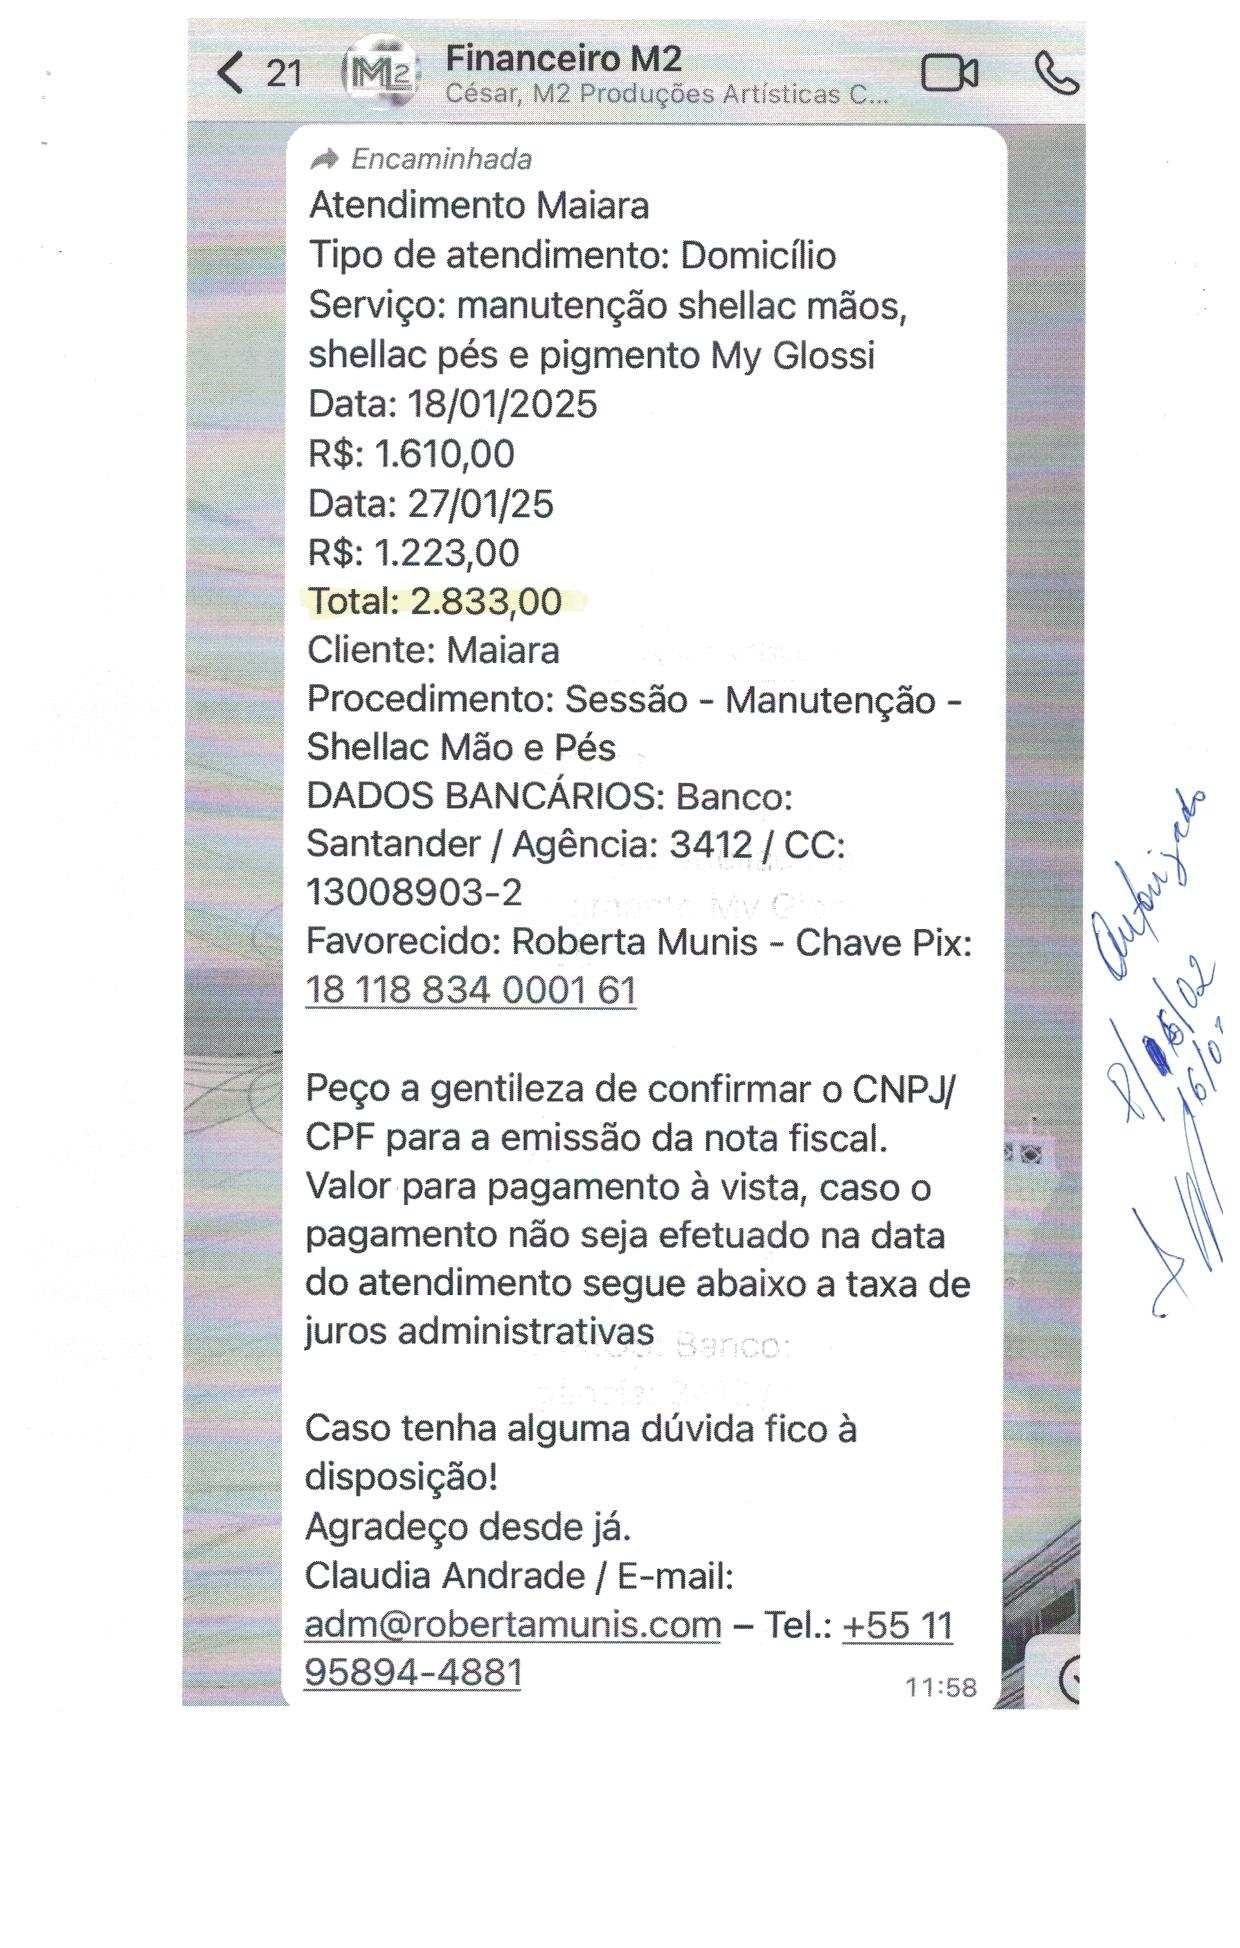 21
M2
Financeiro M2
César, M2 Produções Artísticas C...
Encaminhada
Atendimento Maiara
Tipo de atendimento: Domicílio
Serviço: manutenção shellac mãos,
shellac pés e pigmento My Glossi
Data: 18/01/2025
R$: 1.610,00
Data: 27/01/25
R$: 1.223,00
Total: 2.833,00
Cliente: Maiara
Procedimento: Sessão - Manutenção -
Shellac Mão e Pés
DADOS BANCÁRIOS: Banco:
Santander / Agência: 3412 / CC:
13008903-2
Favorecido: Roberta Munis - Chave Pix:
18 118 834 0001 61
Peço a gentileza de confirmar o CNPJ/
CPF para a emissão da nota fiscal.
Valor para pagamento à vista, caso o
pagamento não seja efetuado na data
do atendimento segue abaixo a taxa de
juros administrativas
Caso tenha alguma dúvida fico à
disposição!
Agradeço desde já.
Claudia Andrade / E-mail:
adm@robertamunis.com – Tel.: +55 11
95894-4881
11:58
Autorizado